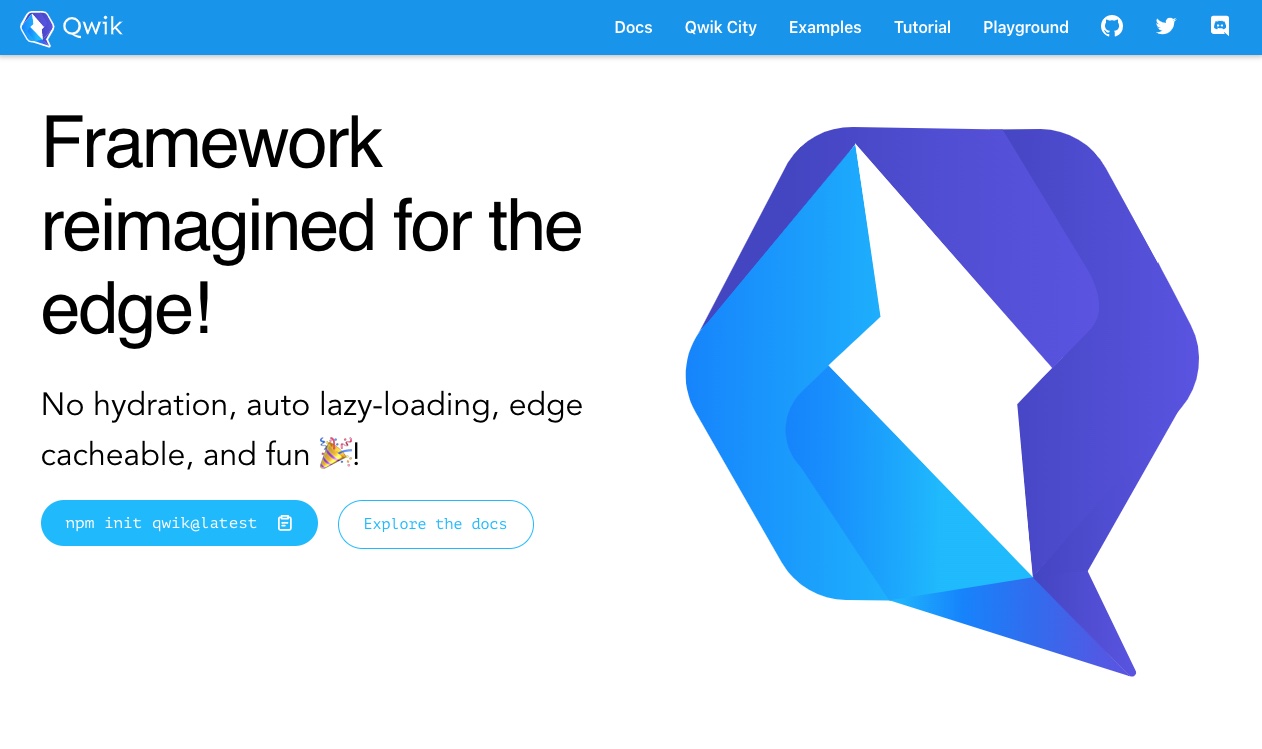 Qwik
Docs Qwik City Examples Tutorial Playground
Framework
reimagined for the
edge!
No hydration, auto lazy-loading, edge
cacheable, and fun 🎉!
npm init qwik@latest
Explore the docs